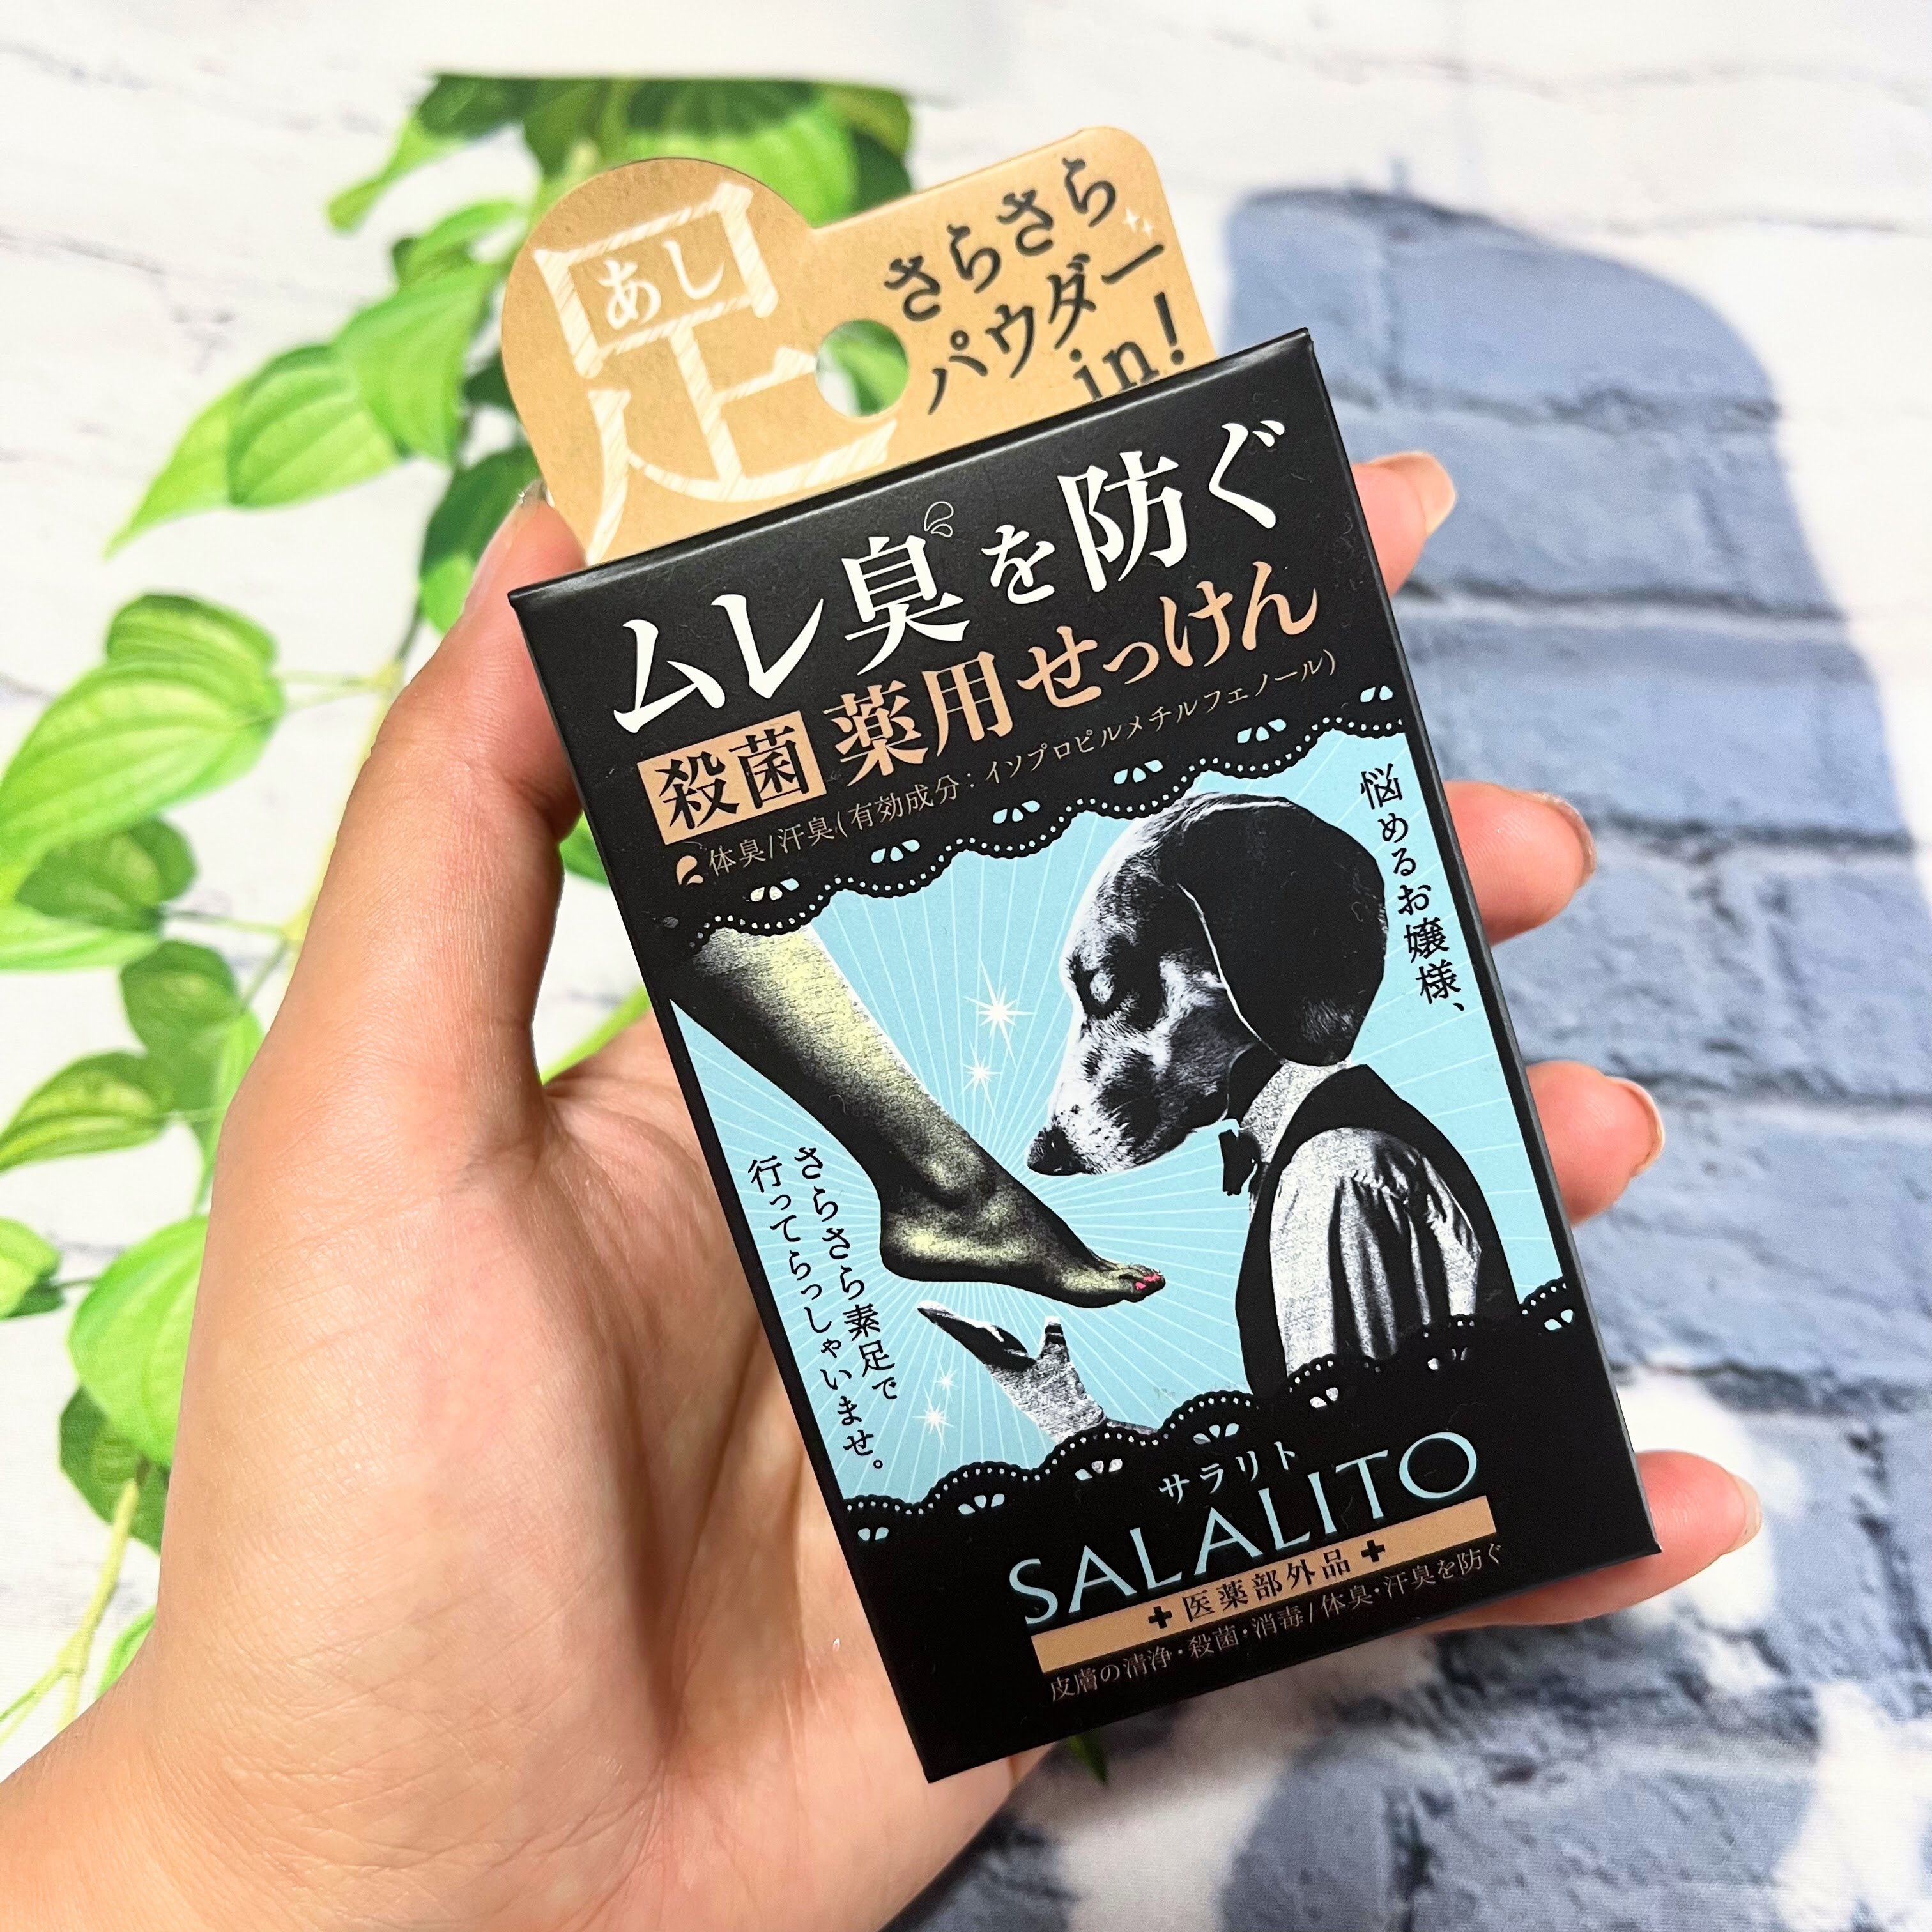 足
あし
さらさら
パウダー
in!
ムレ臭を防ぐ
殺菌 薬用せっけん
体臭/汗臭(有効成分:イソプロピルメチルフェノール)
悩めるお嬢様、
さらさら素足で
行ってらっしゃいませ。
サラリト
SALALITO
医薬部外品
皮膚の清浄・殺菌・消毒/体臭・汗臭を防ぐ